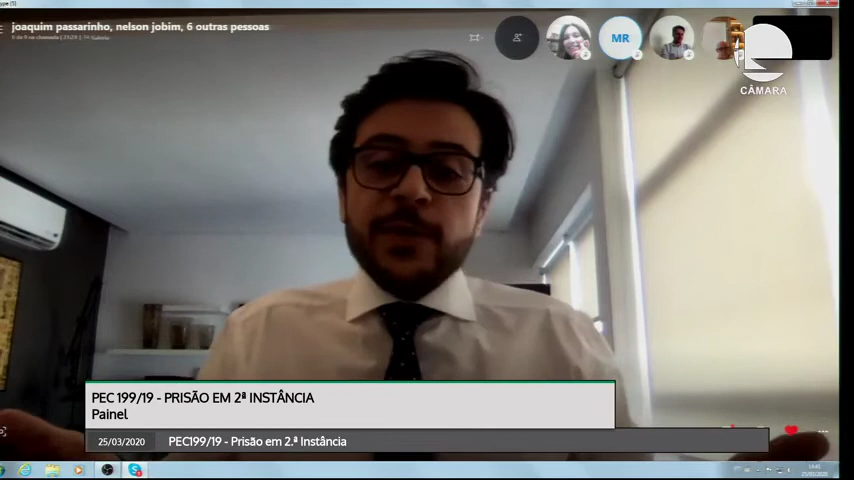 joaquim passarinho, nelson jobim, 6 outras pessoas
MR
CÂMARA
PEC 199/19 - PRISÃO EM 2ª INSTÂNCIA
Painel
25/03/2020
PEC199/19 - Prisão em 2.ª Instância